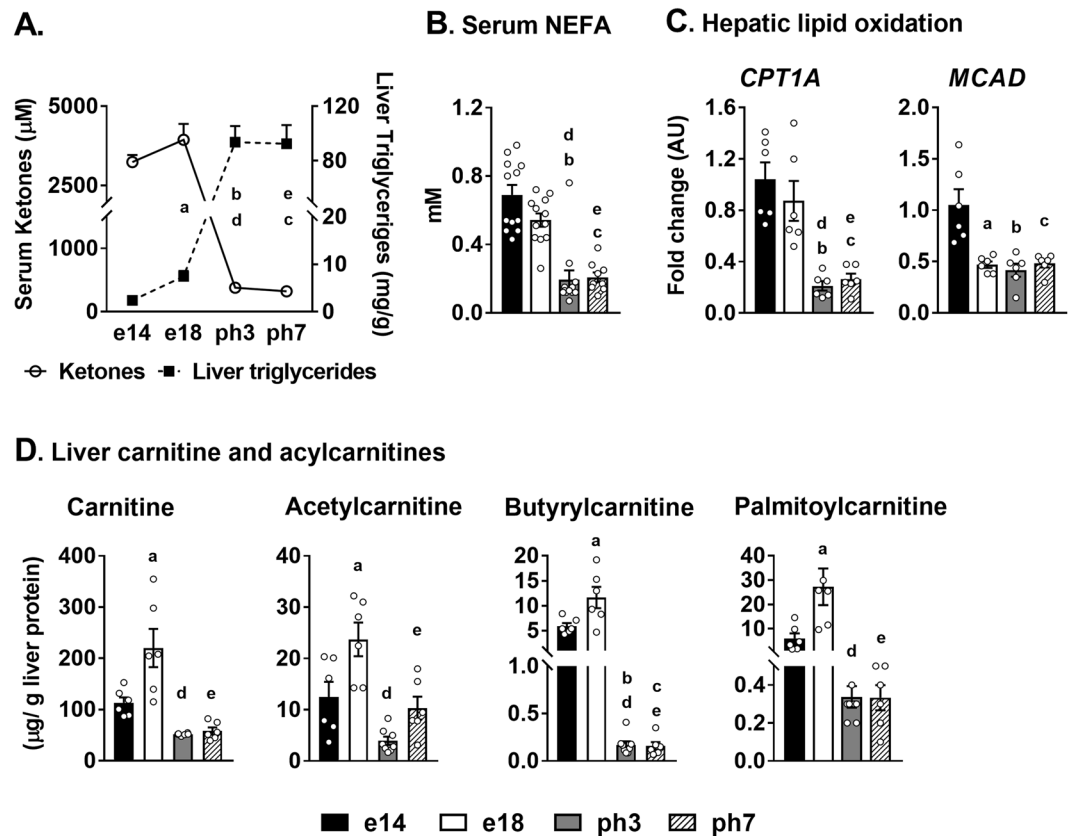 A.
B. Serum NEFA
C. Hepatic lipid oxidation
Serum Ketones (µM)
5000
2500
1000
0
Liver Triglyceriges (mg/g)
120
80
20
10
0
a
b
d
e
c
e14 e18 ph3 ph7
Ketones Liver triglycerides
mM
1.2
0.8
0.4
0.0
d
b
e
c
CPT1A
Fold change (AU)
1.6
1.2
0.8
0.4
0.0
d
b
e
c
MCAD
2.0
1.5
1.0
0.5
0.0
a
b
c
D. Liver carnitine and acylcarnitines
(µg/ g liver protein)
Carnitine
400
300
200
100
0
a
d
e
Acetylcarnitine
40
30
20
10
0
a
d
e
Butyrylcarnitine
20
15
10
5
1.0
0.5
0.0
a
b
d
c
e
Palmitoylcarnitine
40
30
20
10
0.4
0.2
0.0
a
d
e
e14 e18 ph3 ph7